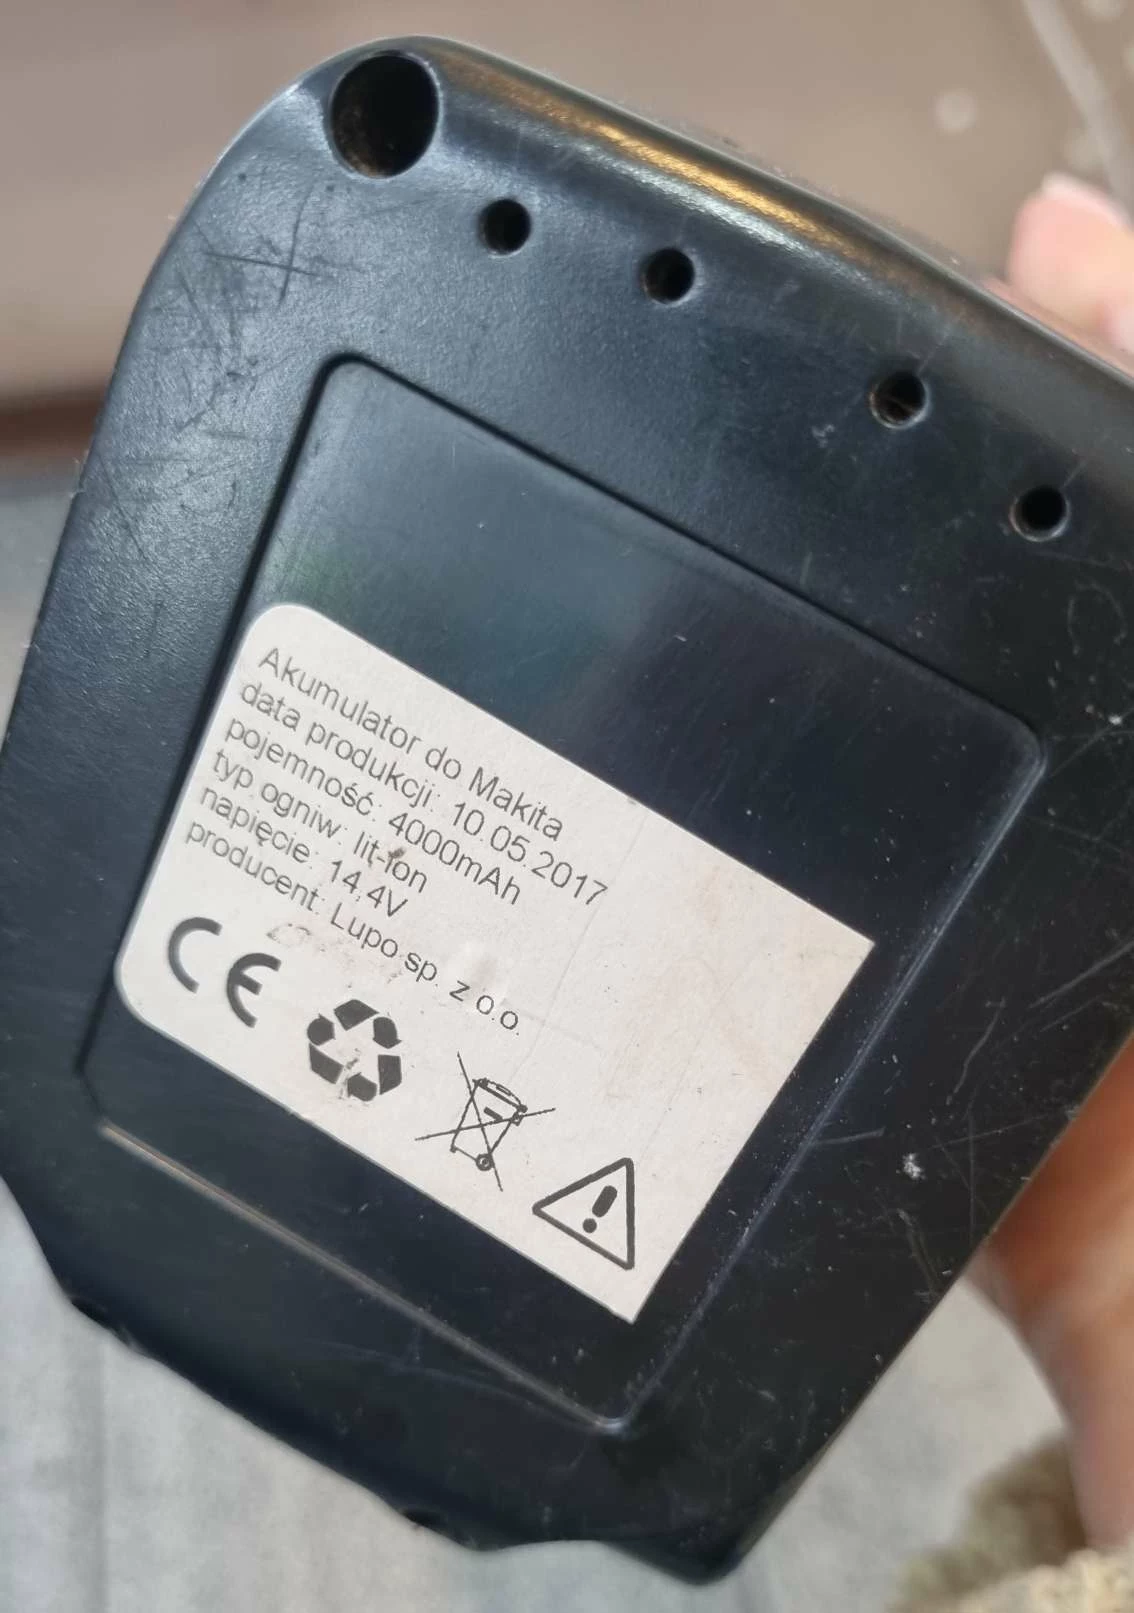 Akumulator do Makita
data produkcji: 10.05.2017
pojemność: 4000mAh
typ ogniw: lit-Ion
napięcie: 14,4V
producent: Lupo sp. z o.o.
CE